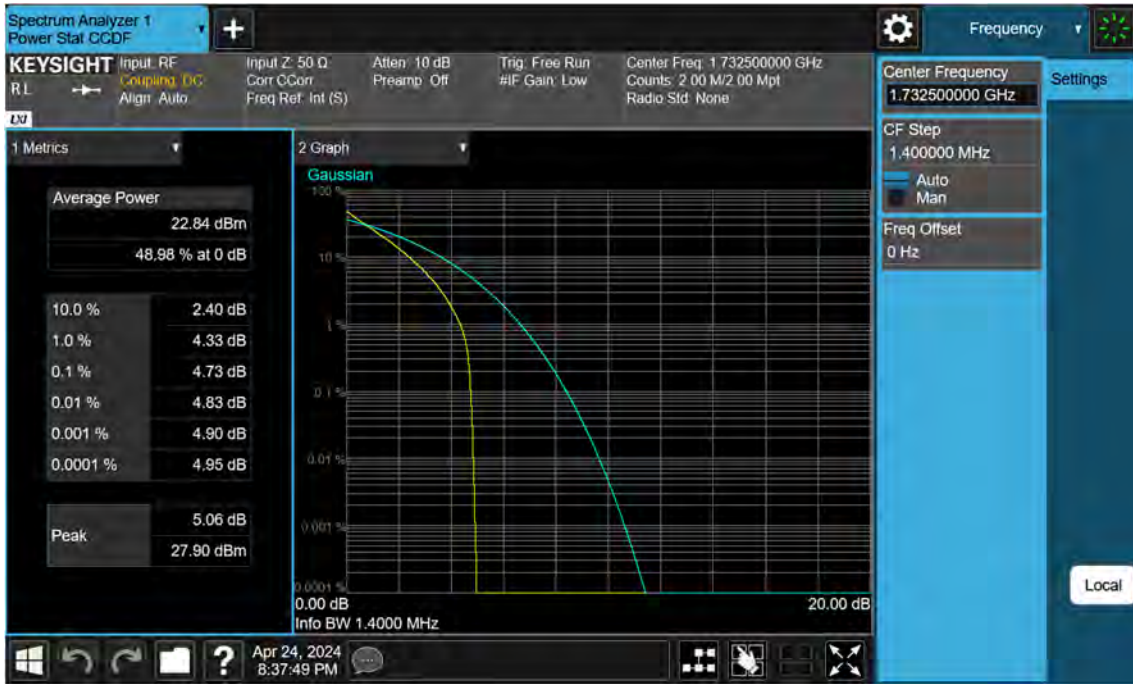 Spectrum Analyzer 1
Power Stat CCDF
+
Frequency
KEYSIGHT
R L
LXI
Input: RF
Coupling: DC
Align: Auto
Input Z: 50 Ω
Corr CCorr
Freq Ref: Int (S)
Atten: 10 dB
Preamp: Off
Trig: Free Run
#IF Gain: Low
Center Freq: 1.732500000 GHz
Counts: 2.00 M/2.00 Mpt
Radio Std: None
Center Frequency
1.732500000 GHz
Settings
CF Step
1.400000 MHz
Auto
Man
Freq Offset
0 Hz
1 Metrics
Average Power
22.84 dBm
48.98 % at 0 dB
10.0 % 2.40 dB
1.0 % 4.33 dB
0.1 % 4.73 dB
0.01 % 4.83 dB
0.001 % 4.90 dB
0.0001 % 4.95 dB
Peak
5.06 dB
27.90 dBm
2 Graph
Gaussian
100 %
10 %
1 %
0.1 %
0.01 %
0.001 %
0.0001 %
0.00 dB 20.00 dB
Info BW 1.4000 MHz
Local
?
Apr 24, 2024
8:37:49 PM